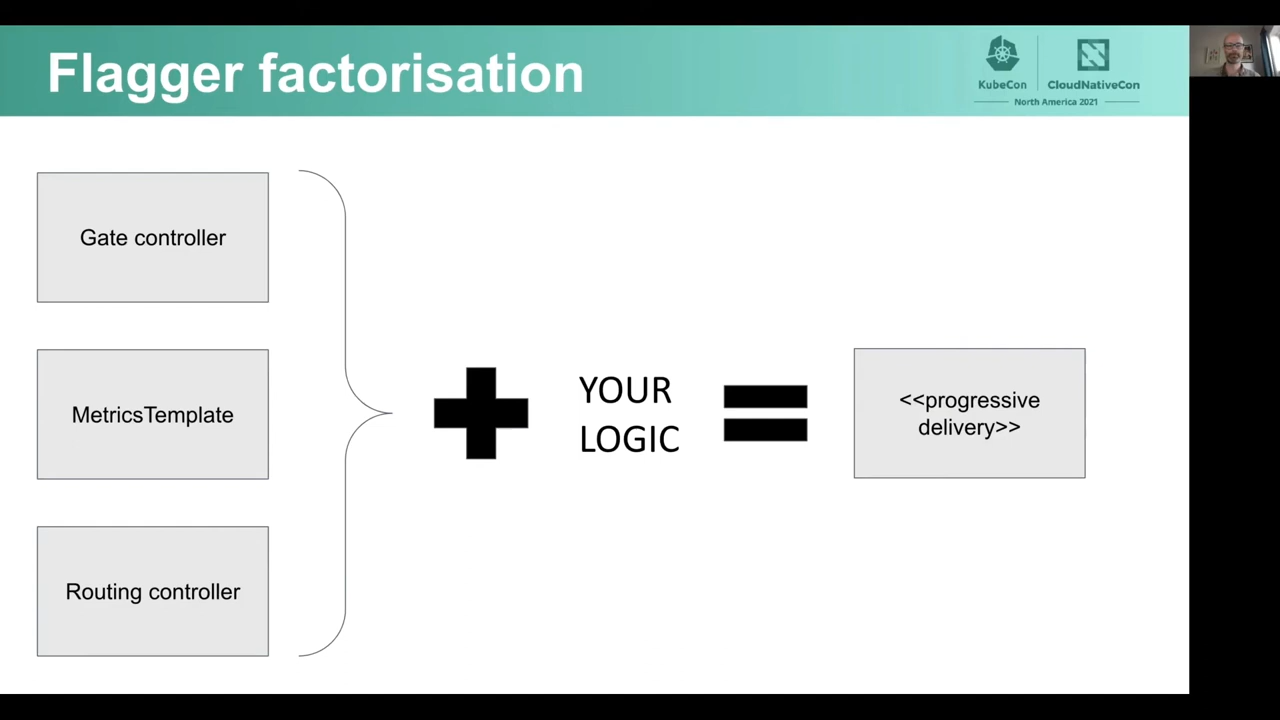 Flagger factorisation
KubeCon
CloudNativeCon
North America 2021
Gate controller
MetricsTemplate
Routing controller
YOUR
LOGIC
<<progressive
delivery>>